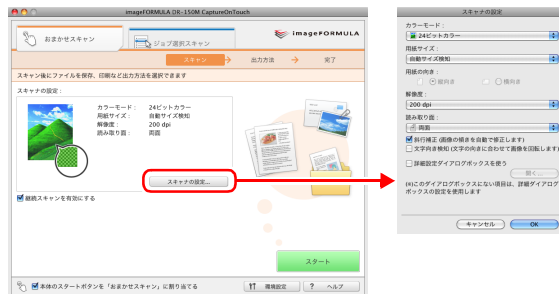 imageFORMULA DR-150M CaptureOnTouch
おまかせスキャン
ジョブ選択スキャン
imageFORMULA
スキャン
出力方法
完了
スキャン後にファイルを保存、印刷など出力方法を選択できます
スキャナの設定:
カラーモード: 24ビットカラー
用紙サイズ: 自動サイズ検知
解像度: 200 dpi
読み取り面: 両面
スキャナの設定...
継続スキャンを有効にする
スタート
本体のスタートボタンを「おまかせスキャン」に割り当てる
環境設定
? ヘルプ
スキャナの設定
カラーモード:
24ビットカラー
用紙サイズ:
自動サイズ検知
用紙の向き:
縦向き
横向き
解像度:
200 dpi
読み取り面:
両面
斜行補正 (画像の傾きを自動で修正します)
文字向き検知 (文字の向きに合わせて画像を回転します)
詳細設定ダイアログボックスを使う
開く...
(#)このダイアログボックスにない項目は、詳細ダイアログ
ボックスの設定を使用します
キャンセル
OK